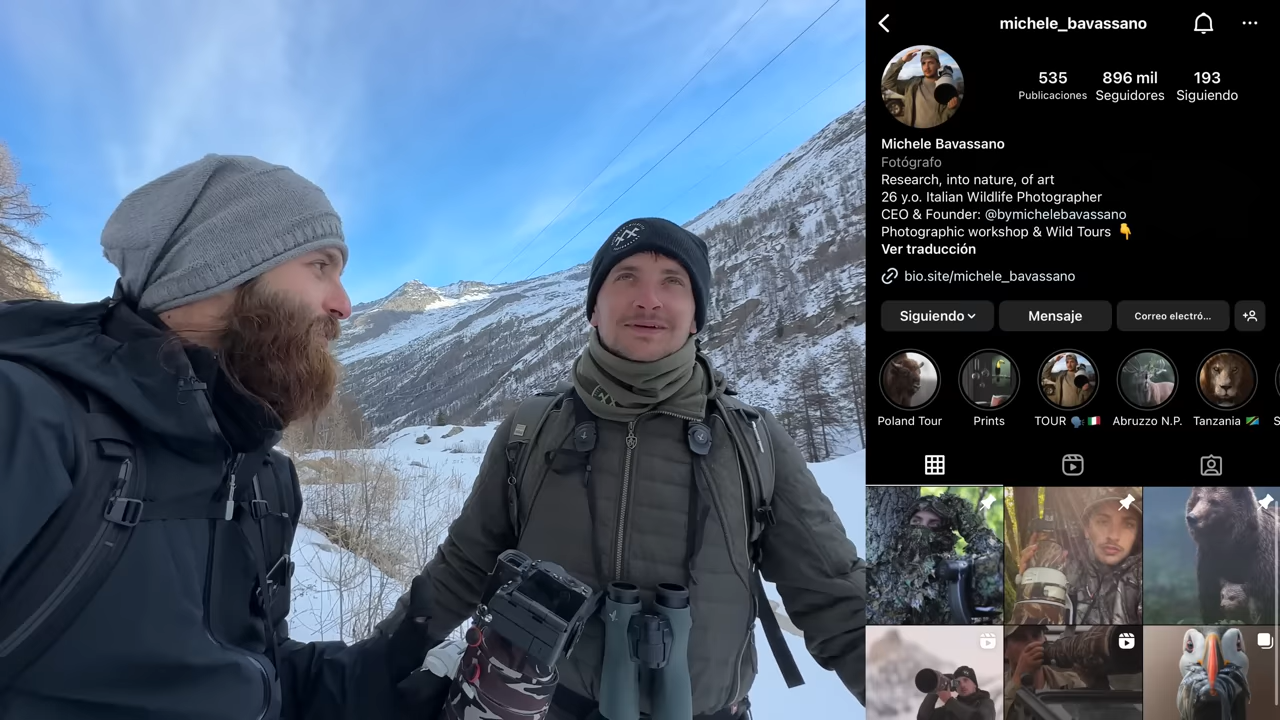 michele_bavassano
535
896 mil
193
Publicaciones
Seguidores
Siguiendo
Michele Bavassano
Fotógrafo
Research, into nature, of art
26 y.o. Italian Wildlife Photographer
CEO & Founder: @bymichelebavassano
Photographic workshop & Wild Tours 👇
Ver traducción
bio.site/michele_bavassano
Siguiendo
Mensaje
Correo electró...
Poland Tour
Prints
TOUR 🗣️🇮🇹
Abruzzo N.P.
Tanzania 🇹🇿
S